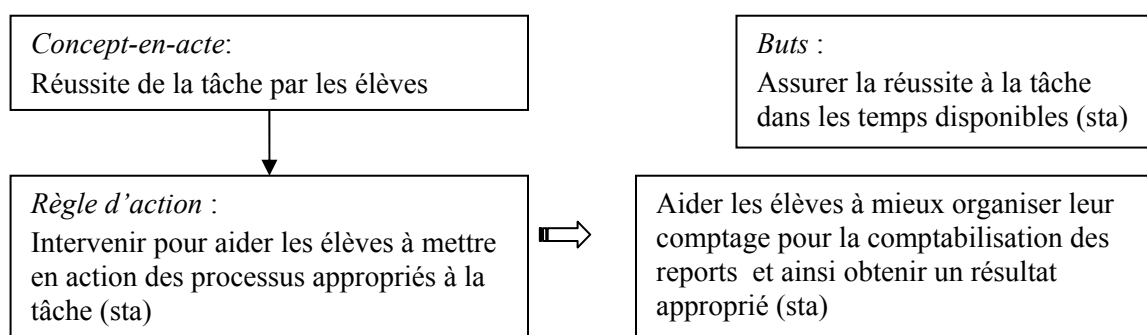 Concept-en-acte:
Réussite de la tâche par les élèves
Buts :
Assurer la réussite à la tâche
dans les temps disponibles (sta)
Règle d’action :
Intervenir pour aider les élèves à mettre
en action des processus appropriés à la
tâche (sta)
Aider les élèves à mieux organiser leur
comptage pour la comptabilisation des
reports et ainsi obtenir un résultat
approprié (sta)